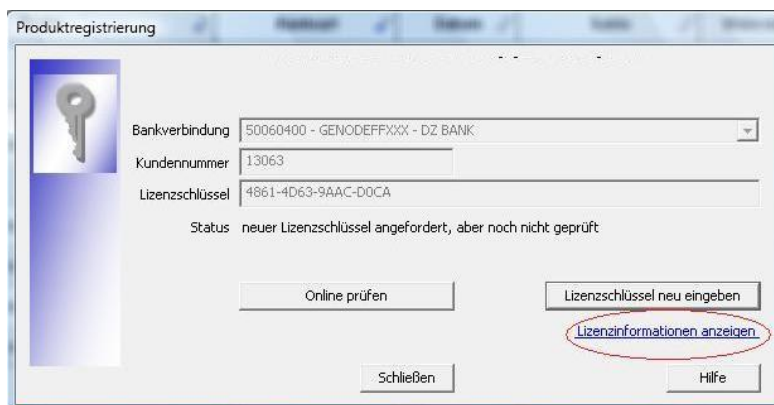 Produktregistrierung
Bankverbindung 50060400 - GENODEFFXXX - DZ BANK
Kundennummer 13063
Lizenzschlüssel 4861-4D63-9AAC-D0CA
Status neuer Lizenzschlüssel angefordert, aber noch nicht geprüft
Online prüfen Lizenzschlüssel neu eingeben
Lizenzinformationen anzeigen
Schließen Hilfe